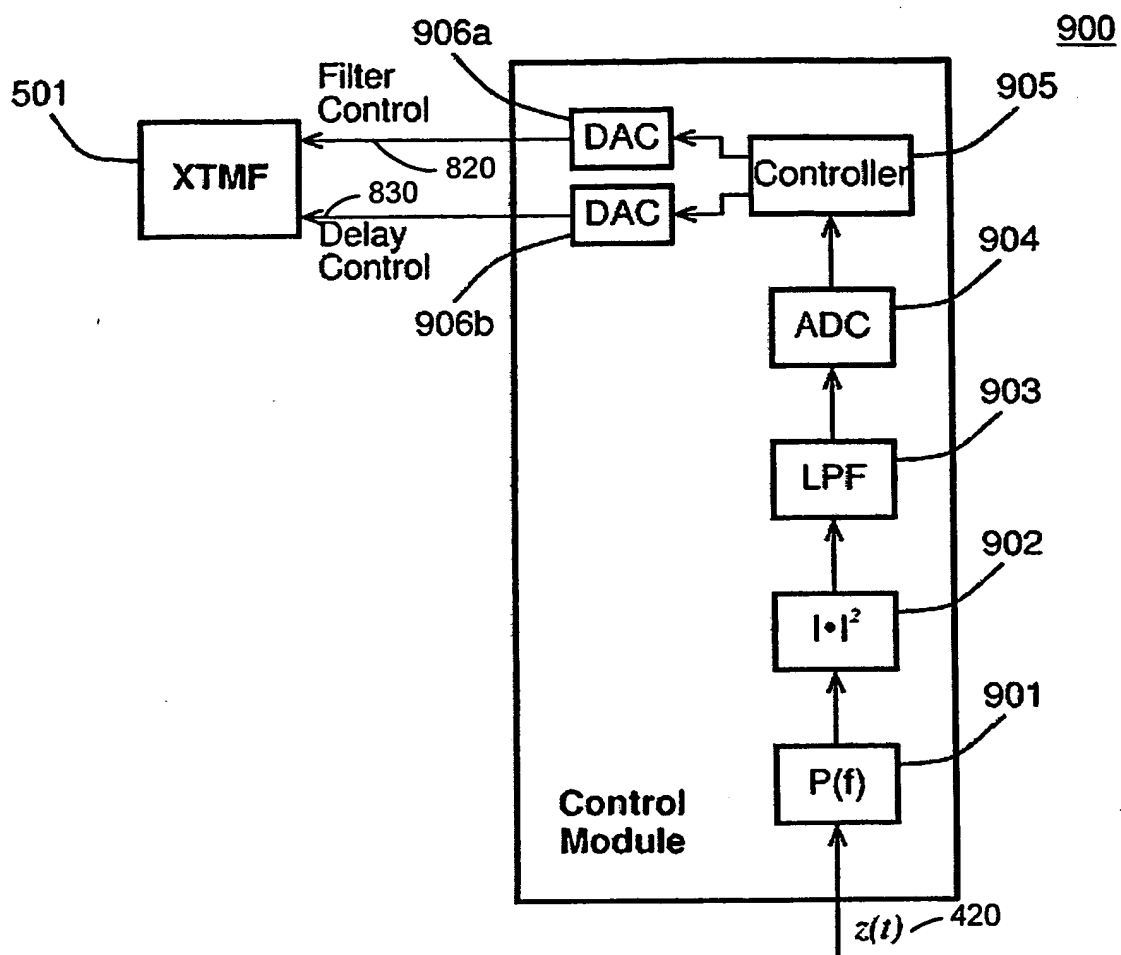 900
906a
Filter
Control
501
905
DAC
XTMF
820
Controller
830
DAC
Delay
Control
904
906b
ADC
903
LPF
902
|•|²
901
P(f)
Control
Module
z(t)
420